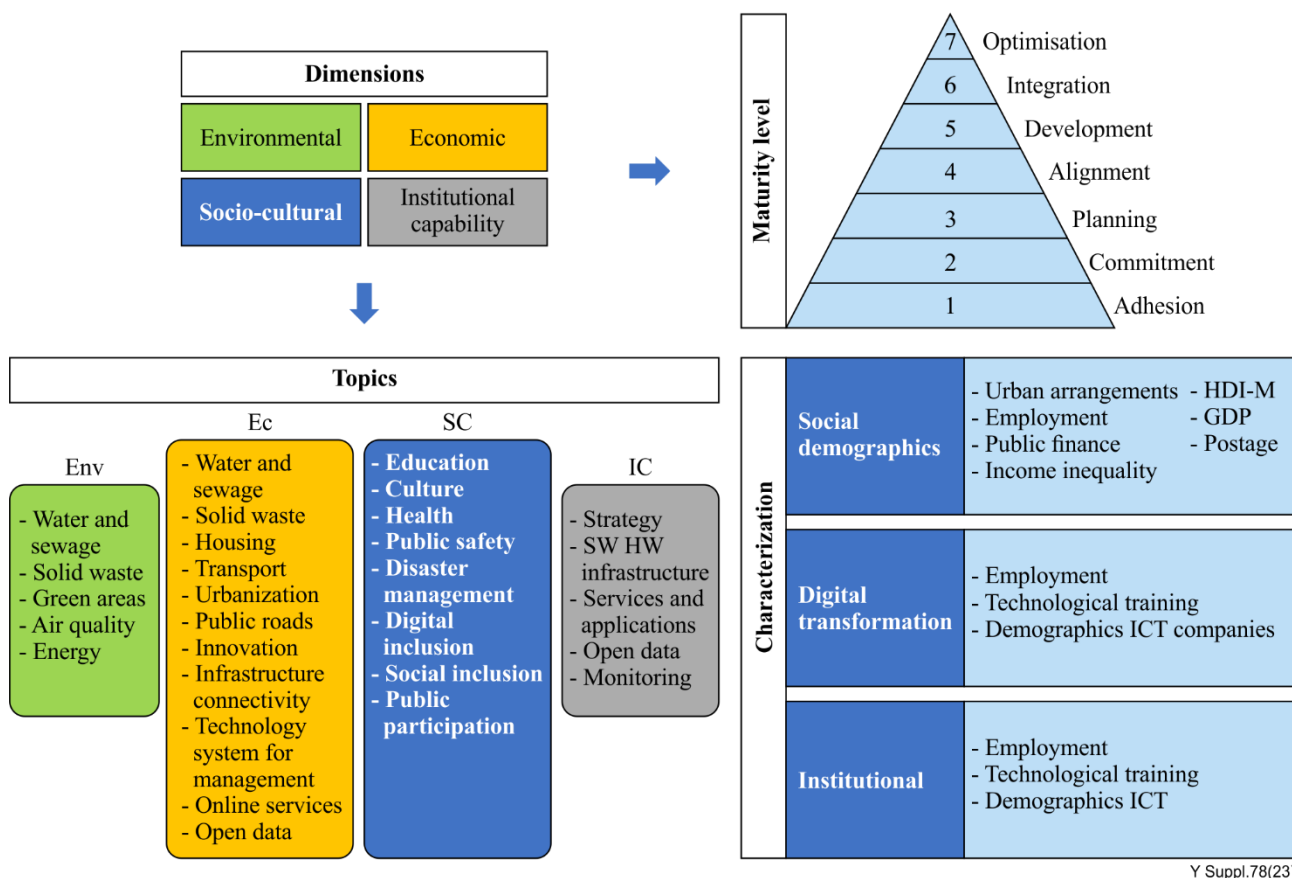 Dimensions
Environmental
Economic
Socio-cultural
Institutional
capability
Maturity level
7
Optimisation
6
Integration
5
Development
4
Alignment
3
Planning
2
Commitment
1
Adhesion
Topics
Env
- Water and
sewage
- Solid waste
- Green areas
- Air quality
- Energy
Ec
- Water and
sewage
- Solid waste
- Housing
- Transport
- Urbanization
- Public roads
- Innovation
- Infrastructure
connectivity
- Technology
system for
management
- Online services
- Open data
SC
- Education
- Culture
- Health
- Public safety
- Disaster
management
- Digital
inclusion
- Social inclusion
- Public
participation
IC
- Strategy
- SW HW
infrastructure
- Services and
applications
- Open data
- Monitoring
Characterization
Social
demographics
- Urban arrangements
- Employment
- Public finance
- Income inequality
- HDI-M
- GDP
- Postage
Digital
transformation
- Employment
- Technological training
- Demographics ICT companies
Institutional
- Employment
- Technological training
- Demographics ICT
Y Suppl.78(23